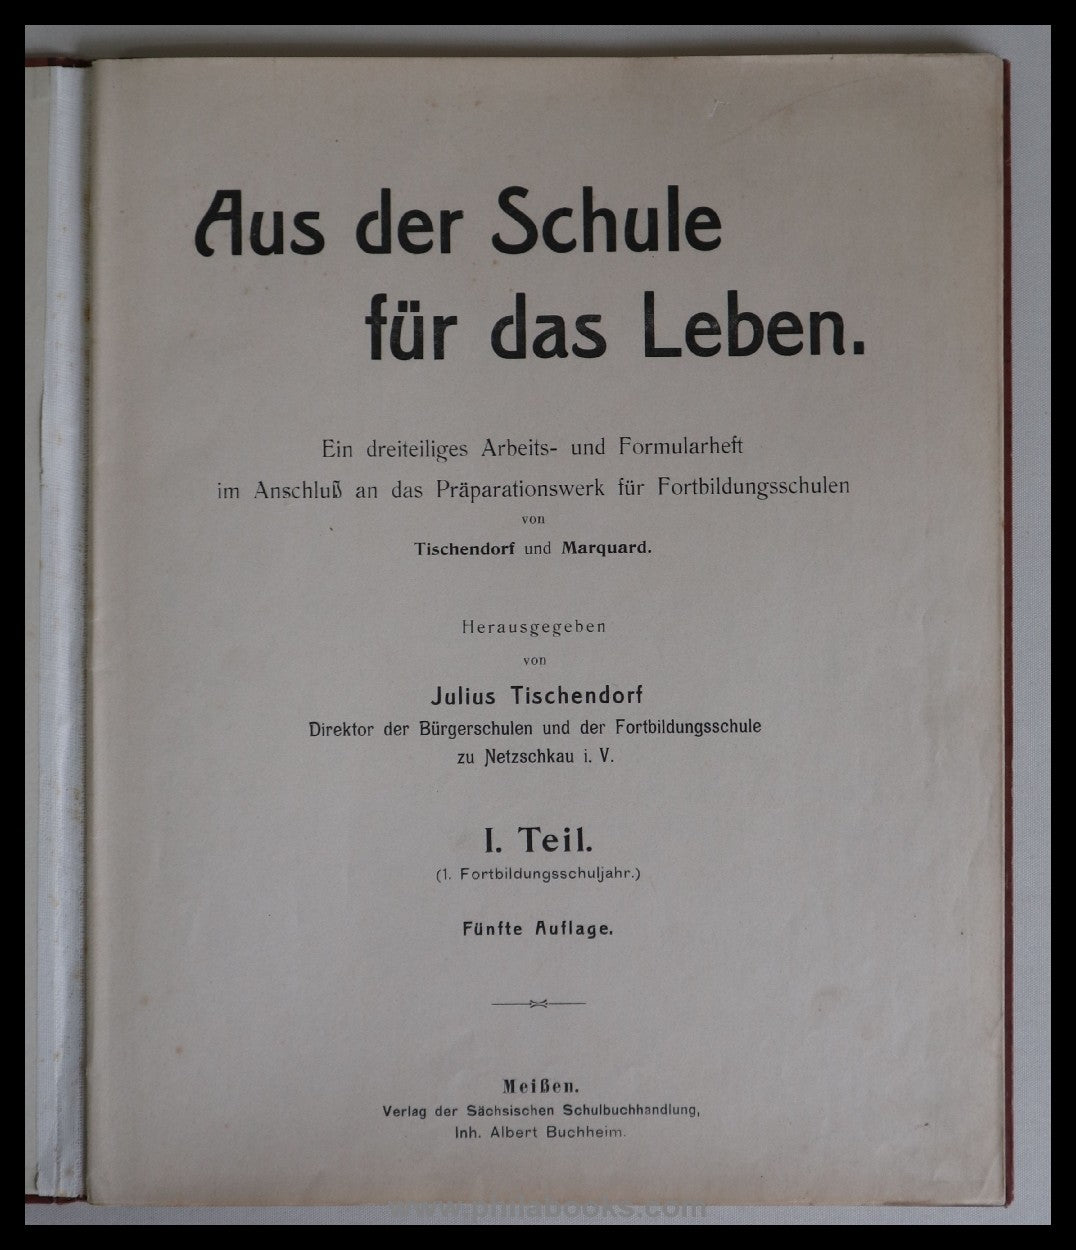 Aus der Schule
für das Leben.
Ein dreiteiliges Arbeits- und Formularheft
im Anschluß an das Präparationswerk für Fortbildungsschulen
von
Tischendorf und Marquard.
Herausgegeben
von
Julius Tischendorf
Direktor der Bürgerschulen und der Fortbildungsschule
zu Netzschkau i. V.
I. Teil.
(1. Fortbildungsschuljahr.)
Fünfte Auflage.
Meißen.
Verlag der Sächsischen Schulbuchhandlung,
Inh. Albert Buchheim.